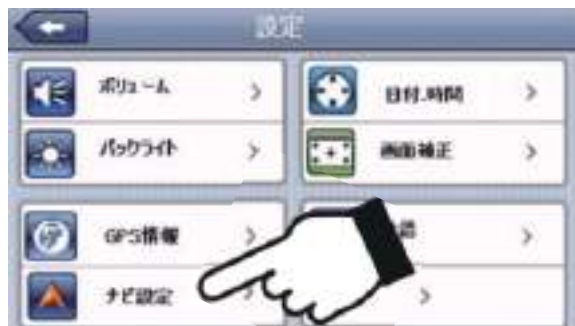 設定
ボリューム
日付.時間
バックライト
画面補正
GPS情報
ナビ設定